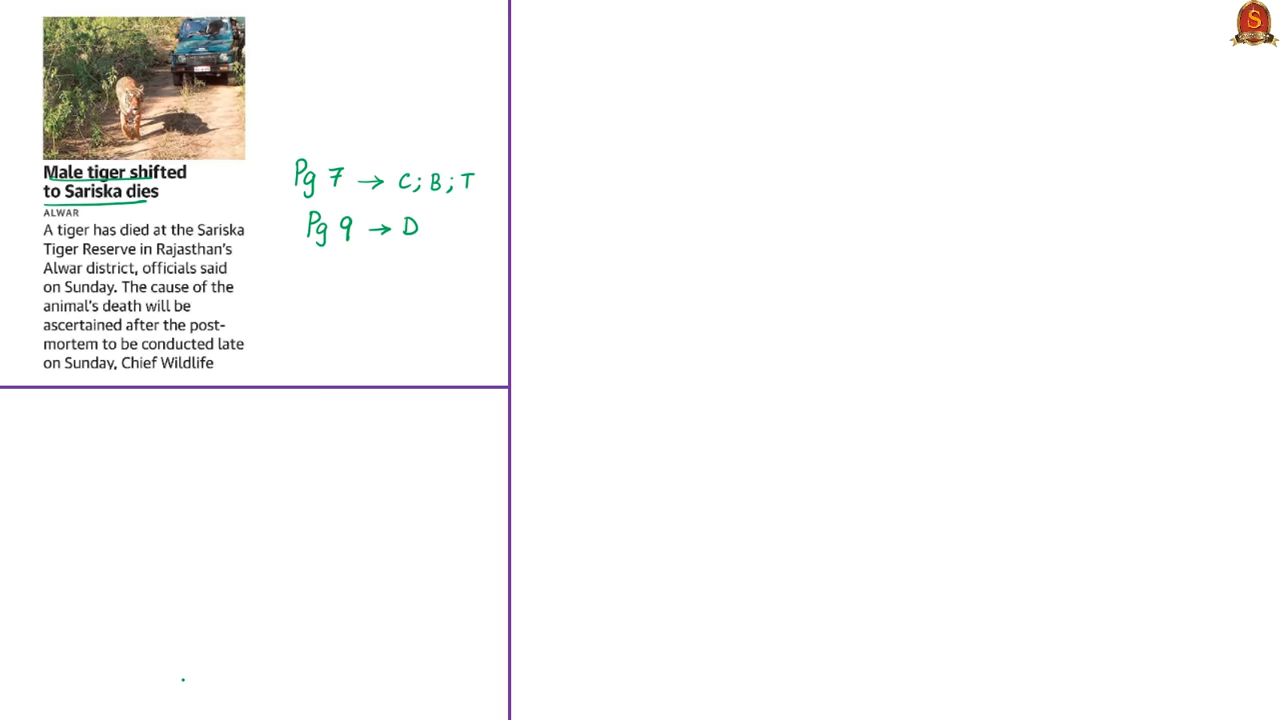 Male tiger shifted
to Sariska dies
ALWAR
A tiger has died at the Sariska
Tiger Reserve in Rajasthan's
Alwar district, officials said
on Sunday. The cause of the
animal's death will be
ascertained after the post-
mortem to be conducted late
on Sunday, Chief Wildlife
Pg 7 → C; B; T
Pg 9 → D
S